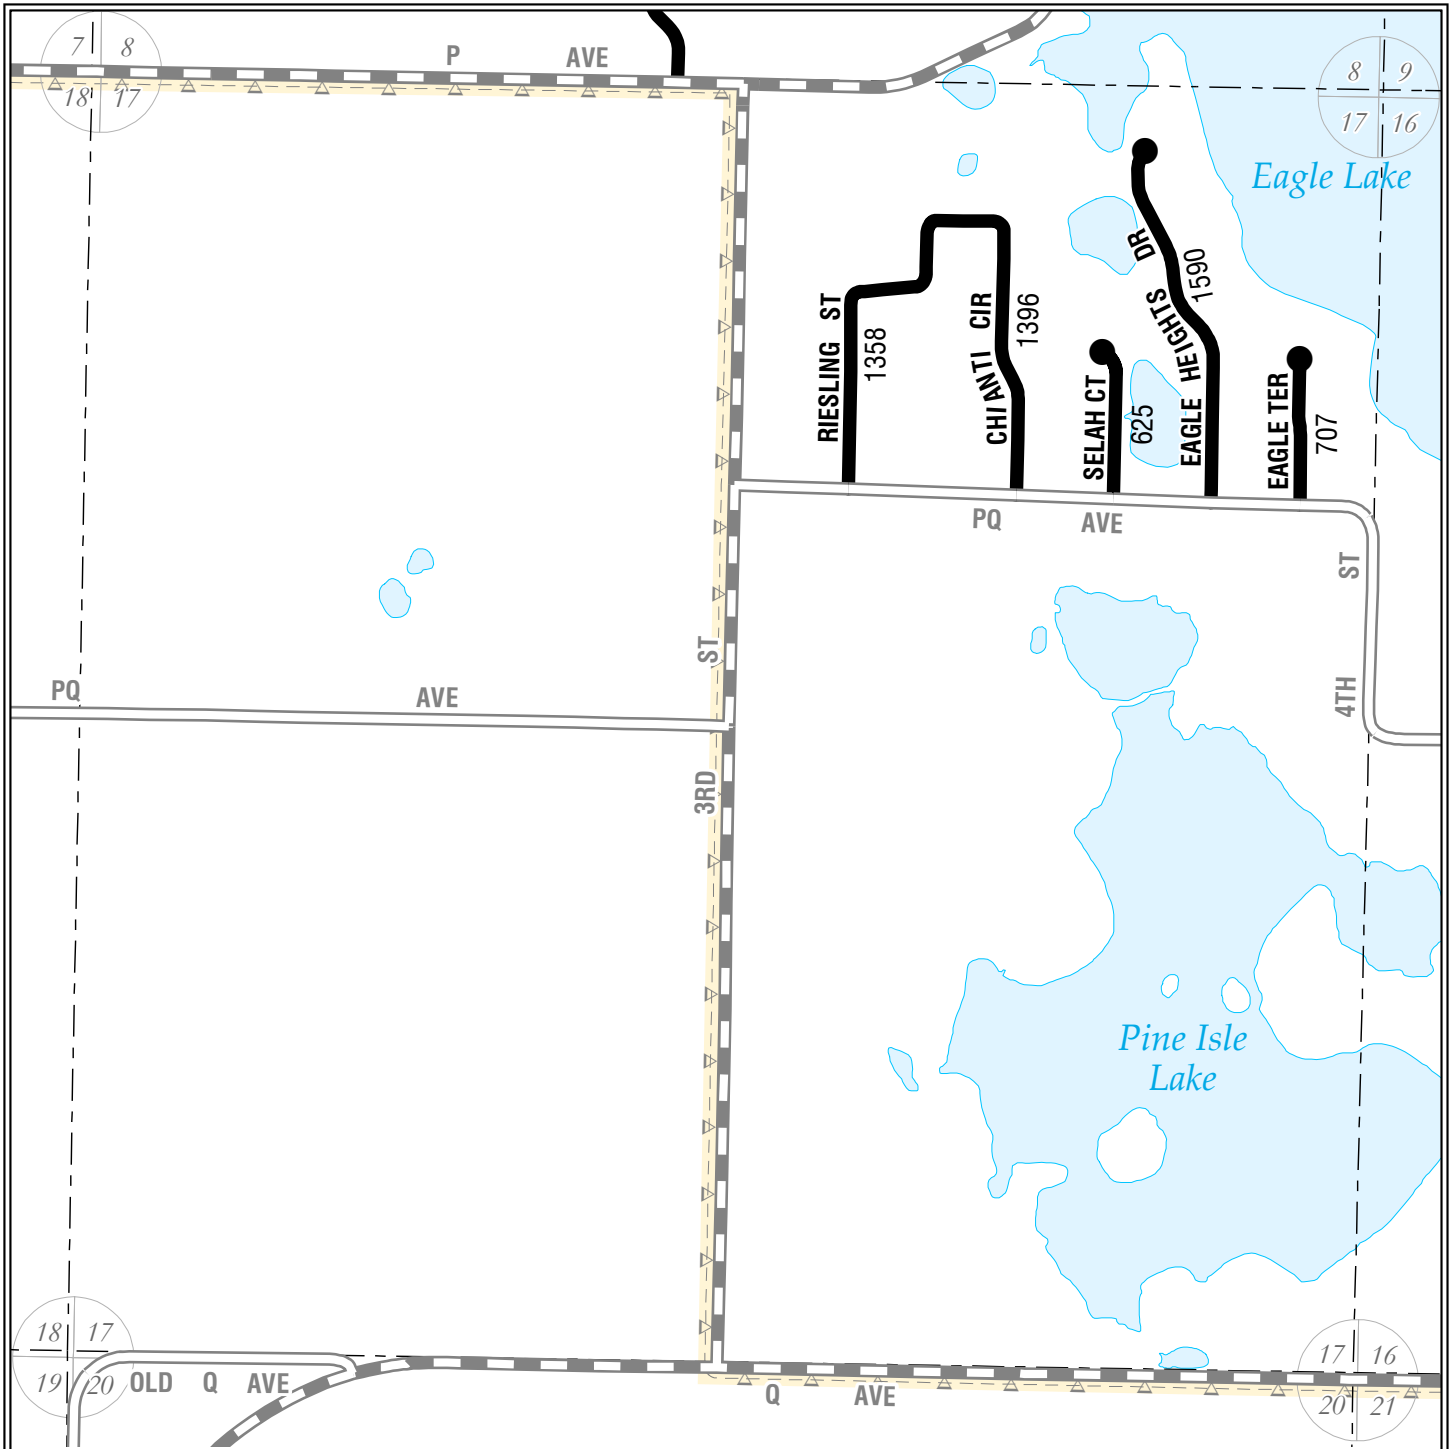 7 8
18 17
P AVE
8 9
17 16
Eagle Lake
RIESLING ST
1358
CHIANTI CIR
1396
SELAH CT
625
EAGLE HEIGHTS DR
1590
EAGLE TER
707
PQ AVE
4TH ST
3RD ST
PQ AVE
Pine Isle
Lake
18 17
19 20
OLD Q AVE
Q AVE
17 16
20 21